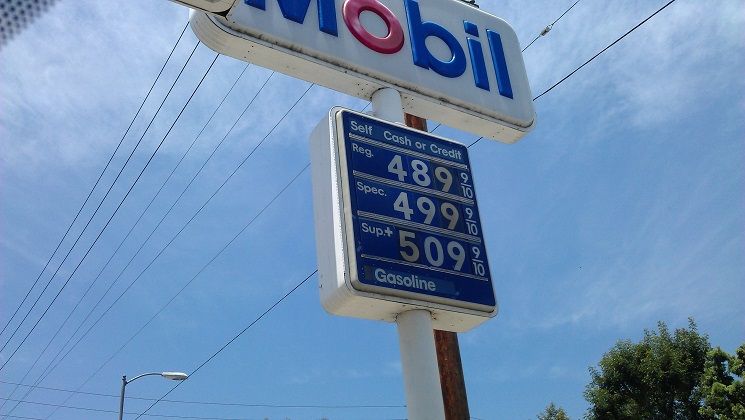 Mobil
Self Cash or Credit
Reg. 489 9/10
Spec. 499 9/10
Sup.+ 509 9/10
Gasoline